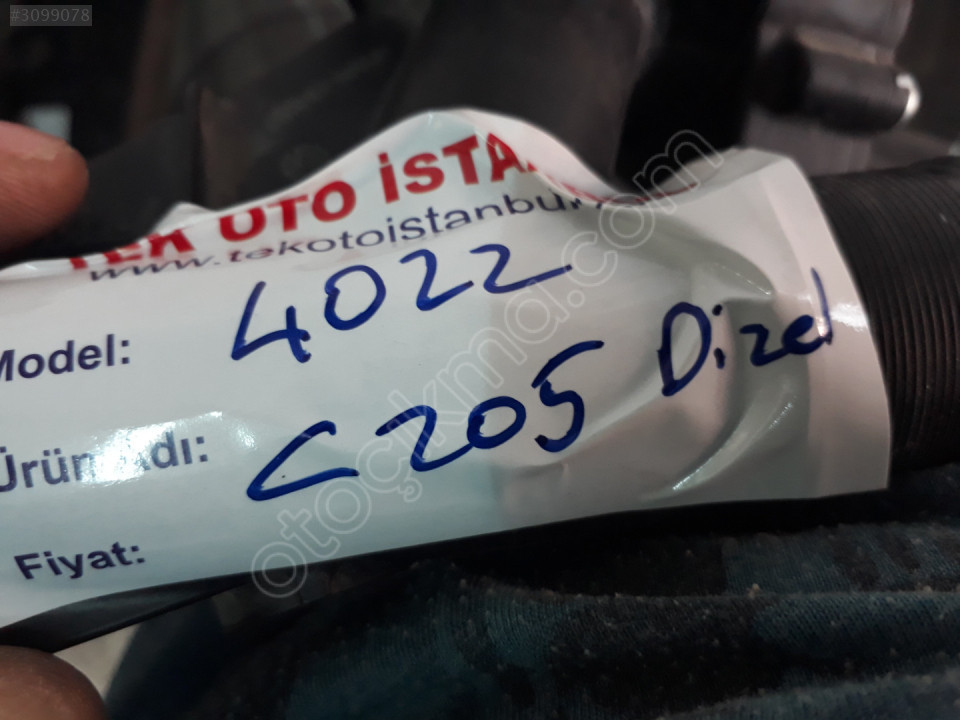 #3099078
TEK OTO İSTA
www.tekotoistanbul
Model: 4022
Ürün Adı: C205 Dizel
Fiyat:
otoçıkma.com